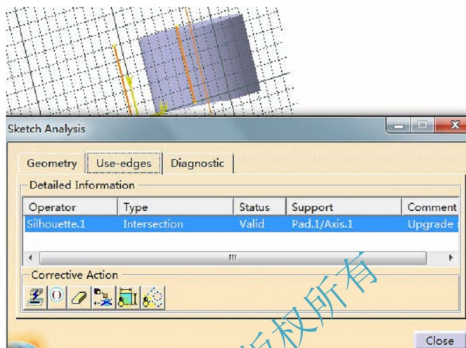 Sketch Analysis
Geometry Use-edges Diagnostic
Detailed Information
Operator Type Status Support Comment
Silhouette.1 Intersection Valid Pad.1/Axis.1 Upgrade
Corrective Action
版权所有
Close